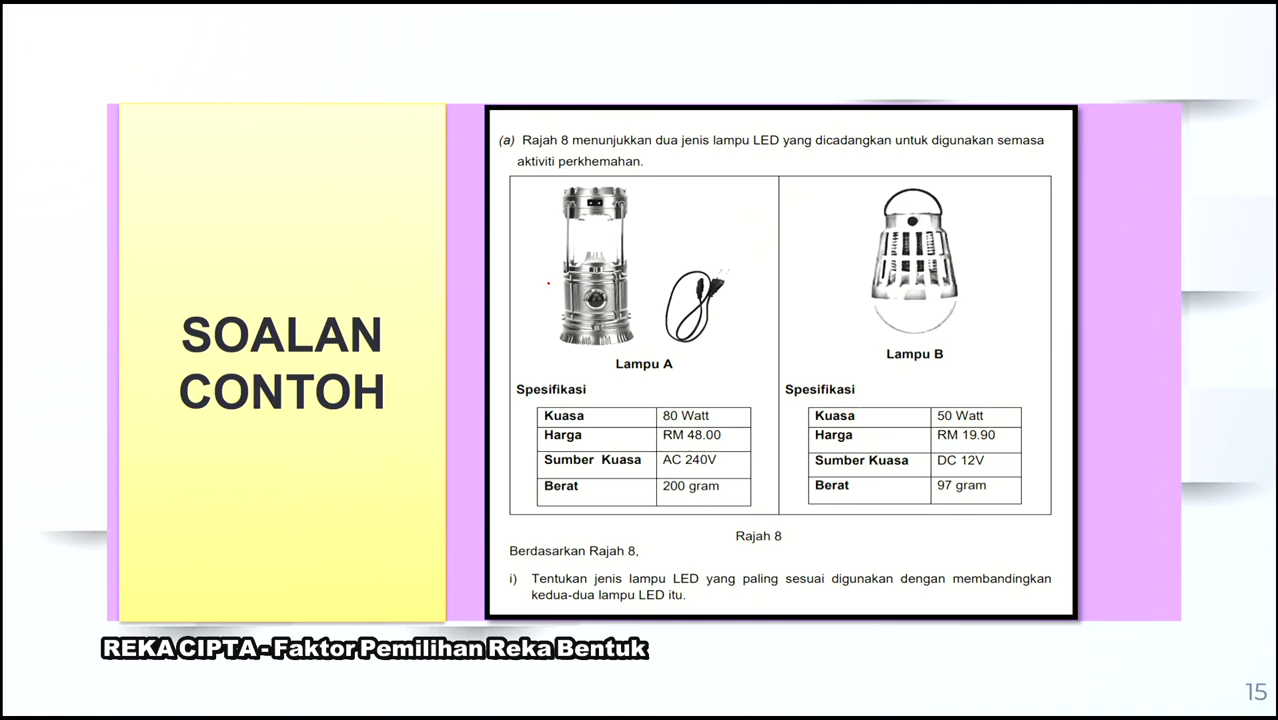 SOALAN
CONTOH
(a) Rajah 8 menunjukkan dua jenis lampu LED yang dicadangkan untuk digunakan semasa
aktiviti perkhemahan.
Lampu A
Spesifikasi
Kuasa 80 Watt
Harga RM 48.00
Sumber Kuasa AC 240V
Berat 200 gram
Lampu B
Spesifikasi
Kuasa 50 Watt
Harga RM 19.90
Sumber Kuasa DC 12V
Berat 97 gram
Rajah 8
Berdasarkan Rajah 8,
i) Tentukan jenis lampu LED yang paling sesuai digunakan dengan membandingkan
kedua-dua lampu LED itu.
REKA CIPTA - Faktor Pemilihan Reka Bentuk
15